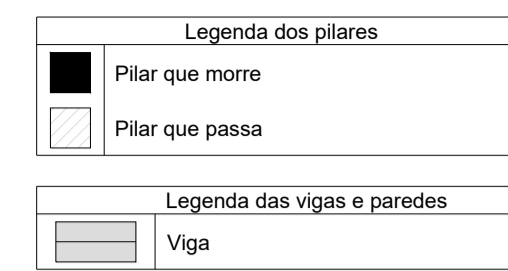 Legenda dos pilares
Pilar que morre
Pilar que passa
Legenda das vigas e paredes
Viga